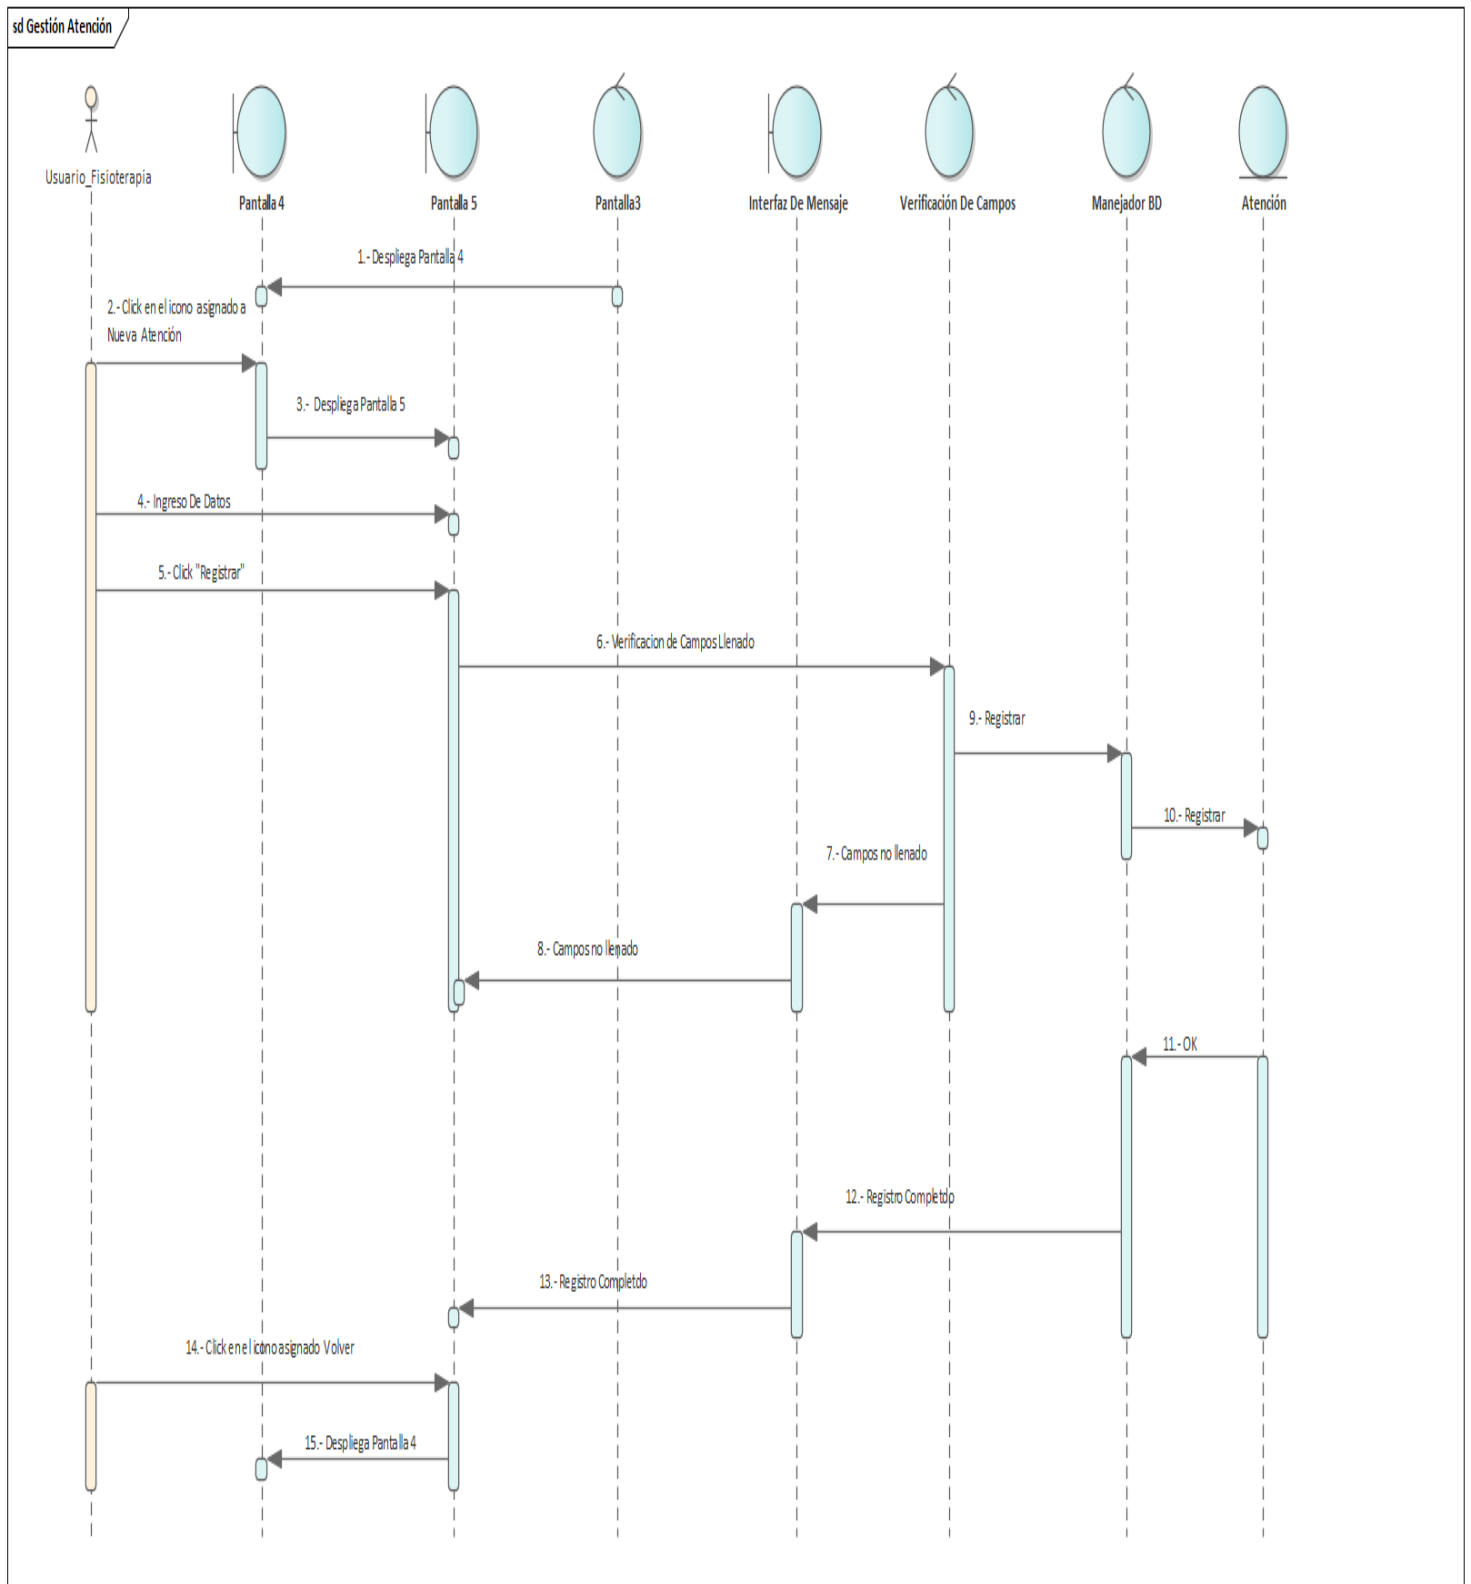 sd Gestión Atención
Usuario_Fisioterapia
Pantalla 4
Pantalla 5
Pantalla3
Interfaz De Mensaje
Verificación De Campos
Manejador BD
Atención
1.- Despliega Pantalla 4
2.- Click en el icono asignado a
Nueva Atención
3.- Despliega Pantalla 5
4.- Ingreso De Datos
5.- Click "Registrar"
6.- Verificacion de Campos Llenado
9.- Registrar
10.- Registrar
7.- Campos no llenado
8.- Campos no llenado
11.- OK
12.- Registro Completdo
13.- Registro Completdo
14.- Click en el icono asignado Volver
15.- Despliega Pantalla 4